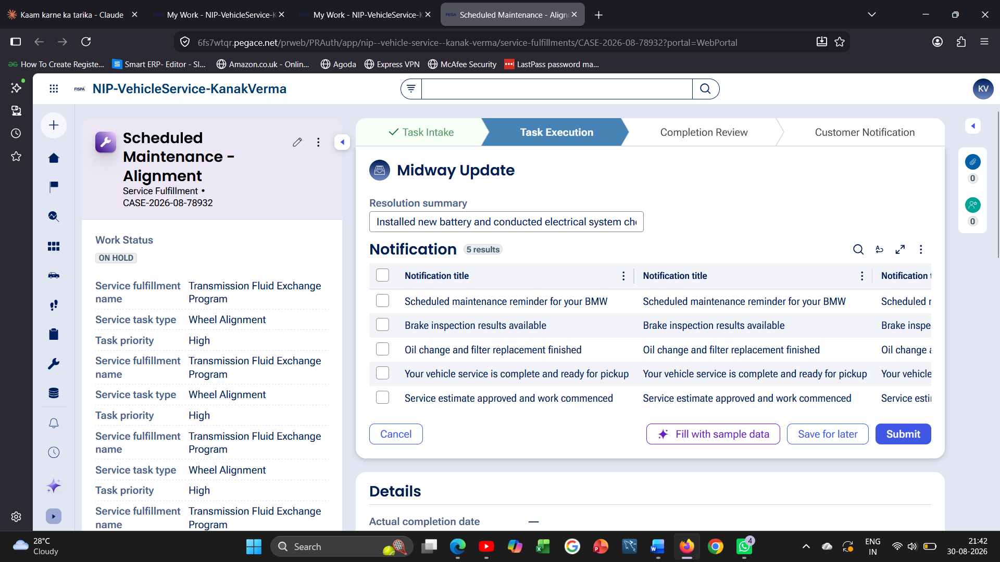 Kaam karne ka tarika - Claude
My Work - NIP-VehicleService-K
My Work - NIP-VehicleService-K
PEGA Scheduled Maintenance - Align
6fs7wtqr.pegace.net/prweb/PRAuth/app/nip--vehicle-service--kanak-verma/service-fulfillments/CASE-2026-08-78932?portal=WebPortal
How To Create Registe...
Smart ERP- Editor - Sl...
Amazon.co.uk - Onlin...
Agoda
Express VPN
McAfee Security
LastPass password ma...
FISPA NIP-VehicleService-KanakVerma
KV
Scheduled
Maintenance -
Alignment
Service Fulfillment •
CASE-2026-08-78932
Work Status
ON HOLD
Service fulfillment name Transmission Fluid Exchange Program
Service task type Wheel Alignment
Task priority High
Service fulfillment name Transmission Fluid Exchange Program
Service task type Wheel Alignment
Task priority High
Service fulfillment name Transmission Fluid Exchange Program
Service task type Wheel Alignment
Task priority High
Service fulfillment name Transmission Fluid Exchange Program
Task Intake
Task Execution
Completion Review
Customer Notification
Midway Update
Resolution summary
Installed new battery and conducted electrical system ch
Notification 5 results
Notification title Notification title Notification
Scheduled maintenance reminder for your BMW Scheduled maintenance reminder for your BMW Scheduled
Brake inspection results available Brake inspection results available Brake inspe
Oil change and filter replacement finished Oil change and filter replacement finished Oil change
Your vehicle service is complete and ready for pickup Your vehicle service is complete and ready for pickup Your vehicle
Service estimate approved and work commenced Service estimate approved and work commenced Service esti
Cancel
Fill with sample data
Save for later
Submit
Details
Actual completion date —
0
0
28°C
Cloudy
Search
4
ENG
IN
21:42
30-08-2026